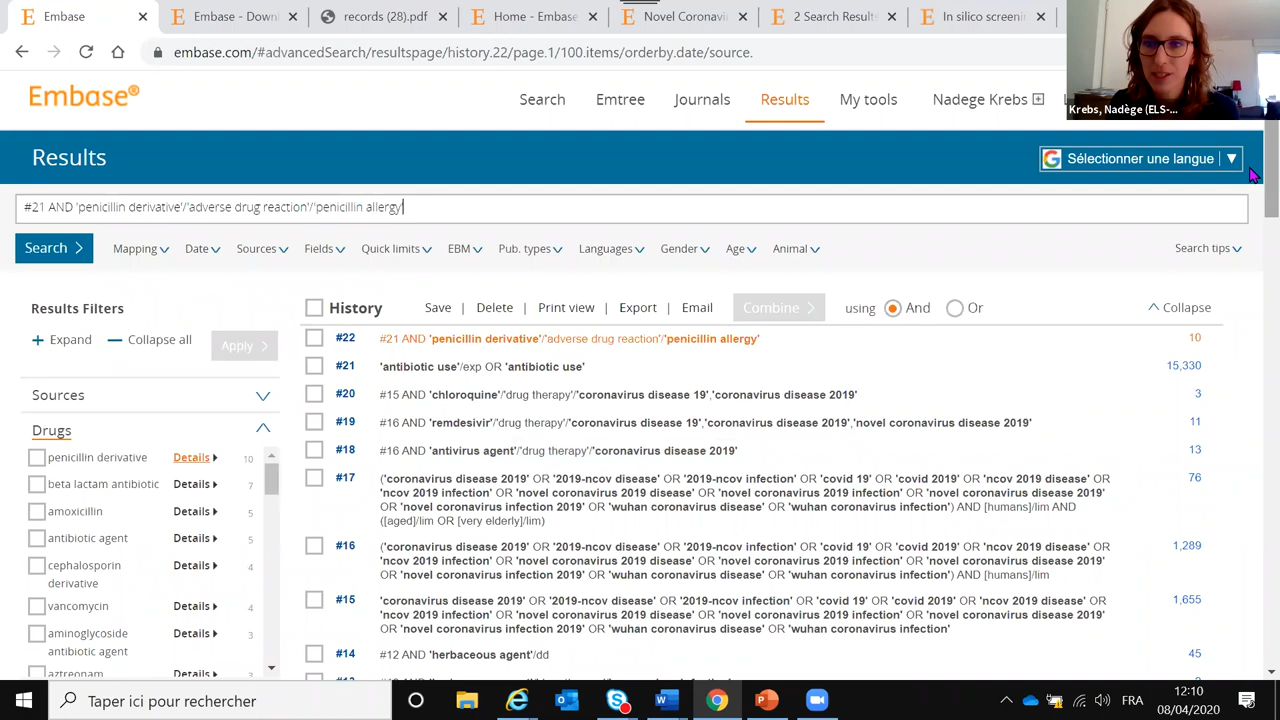 Embase
Embase - Down
records (28).pdf
Home - Embase
Novel Coronavi
2 Search Results
In silico screenin
embase.com/#advancedSearch/resultspage/history.22/page.1/100.items/orderby.date/source.
Krebs, Nadège (ELS-...
Embase®
Search
Emtree
Journals
Results
My tools
Nadege Krebs
Results
Sélectionner une langue
#21 AND 'penicillin derivative'/'adverse drug reaction'/'penicillin allergy'
Search
Mapping
Date
Sources
Fields
Quick limits
EBM
Pub. types
Languages
Gender
Age
Animal
Search tips
Results Filters
History
Save
Delete
Print view
Export
Email
Combine
using
And
Or
Collapse
+ Expand
— Collapse all
Apply
#22 #21 AND 'penicillin derivative'/'adverse drug reaction'/'penicillin allergy' 10
#21 'antibiotic use'/exp OR 'antibiotic use' 15,330
#20 #15 AND 'chloroquine'/'drug therapy'/'coronavirus disease 19','coronavirus disease 2019' 3
#19 #16 AND 'remdesivir'/'drug therapy'/'coronavirus disease 19','coronavirus disease 2019','novel coronavirus disease 2019' 11
#18 #16 AND 'antivirus agent'/'drug therapy'/'coronavirus disease 2019' 13
#17 ('coronavirus disease 2019' OR '2019-ncov disease' OR '2019-ncov infection' OR 'covid 19' OR 'covid 2019' OR 'ncov 2019 disease' OR 76
'ncov 2019 infection' OR 'novel coronavirus 2019 disease' OR 'novel coronavirus 2019 infection' OR 'novel coronavirus disease 2019'
OR 'novel coronavirus infection 2019' OR 'wuhan coronavirus disease' OR 'wuhan coronavirus infection') AND [humans]/lim AND
([aged]/lim OR [very elderly]/lim)
#16 ('coronavirus disease 2019' OR '2019-ncov disease' OR '2019-ncov infection' OR 'covid 19' OR 'covid 2019' OR 'ncov 2019 disease' OR 1,289
'ncov 2019 infection' OR 'novel coronavirus 2019 disease' OR 'novel coronavirus 2019 infection' OR 'novel coronavirus disease 2019'
OR 'novel coronavirus infection 2019' OR 'wuhan coronavirus disease' OR 'wuhan coronavirus infection') AND [humans]/lim
#15 'coronavirus disease 2019' OR '2019-ncov disease' OR '2019-ncov infection' OR 'covid 19' OR 'covid 2019' OR 'ncov 2019 disease' OR 1,655
'ncov 2019 infection' OR 'novel coronavirus 2019 disease' OR 'novel coronavirus 2019 infection' OR 'novel coronavirus disease 2019'
OR 'novel coronavirus infection 2019' OR 'wuhan coronavirus disease' OR 'wuhan coronavirus infection'
#14 #12 AND 'herbaceous agent'/dd 45
Sources
Drugs
penicillin derivative Details 10
beta lactam antibiotic Details 7
amoxicillin Details 5
antibiotic agent Details 5
cephalosporin Details 4
derivative
vancomycin Details 4
aminoglycoside Details 3
antibiotic agent
aztreonam Details
Taper ici pour rechercher
FRA
12:10
08/04/2020